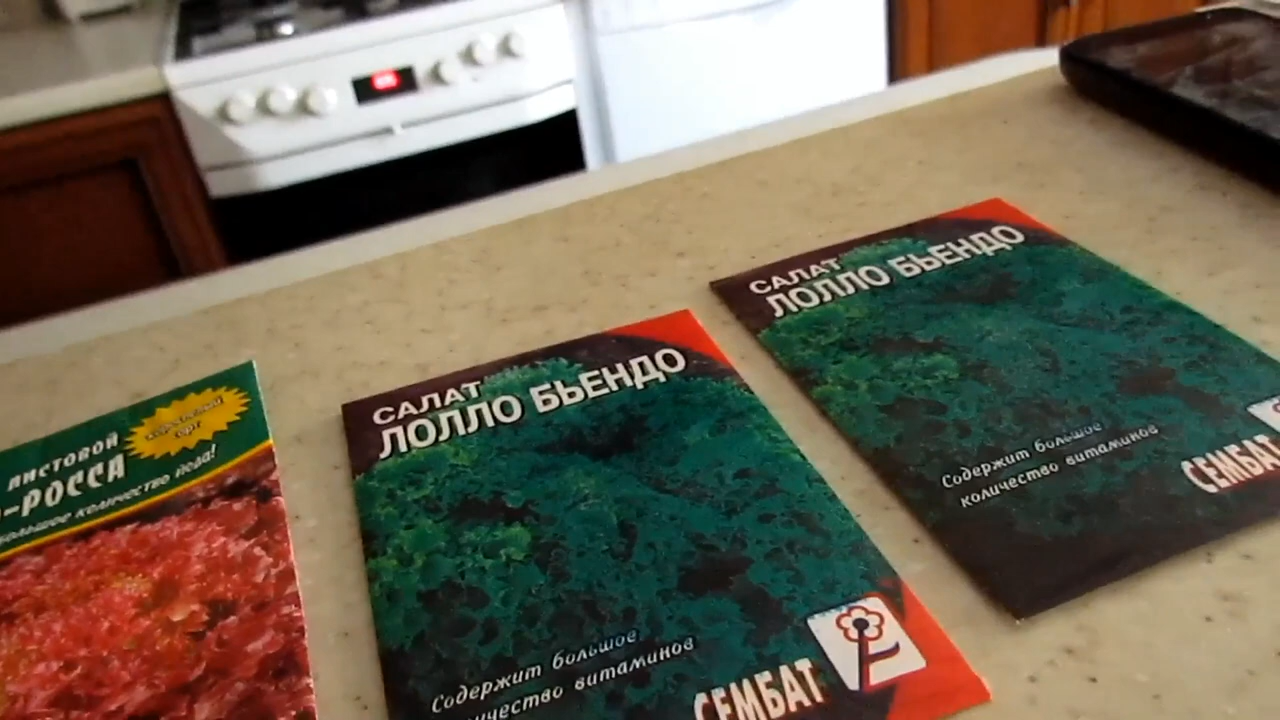 ЛИСТОВОЙ
-РОССА
большое количество йода!
САЛАТ
ЛОЛЛО БЬЕНДО
Содержит большое
количество витаминов
СЕМБАТ
САЛАТ
ЛОЛЛО БЬЕНДО
Содержит большое
количество витаминов
СЕМБАТ